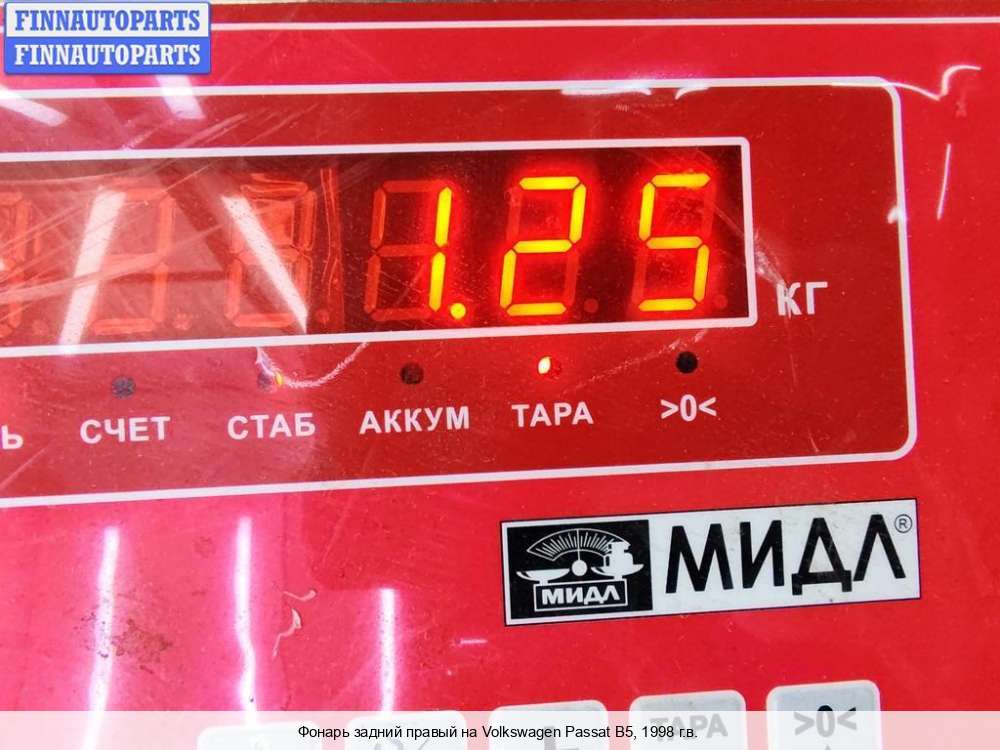 FINNAUTOPARTS
FINNAUTOPARTS
1.25
КГ
Ь СЧЕТ СТАБ АККУМ ТАРА >0<
МИДЛ
МИДЛ®
ТАРА >0<
Фонарь задний правый на Volkswagen Passat B5, 1998 г.в.